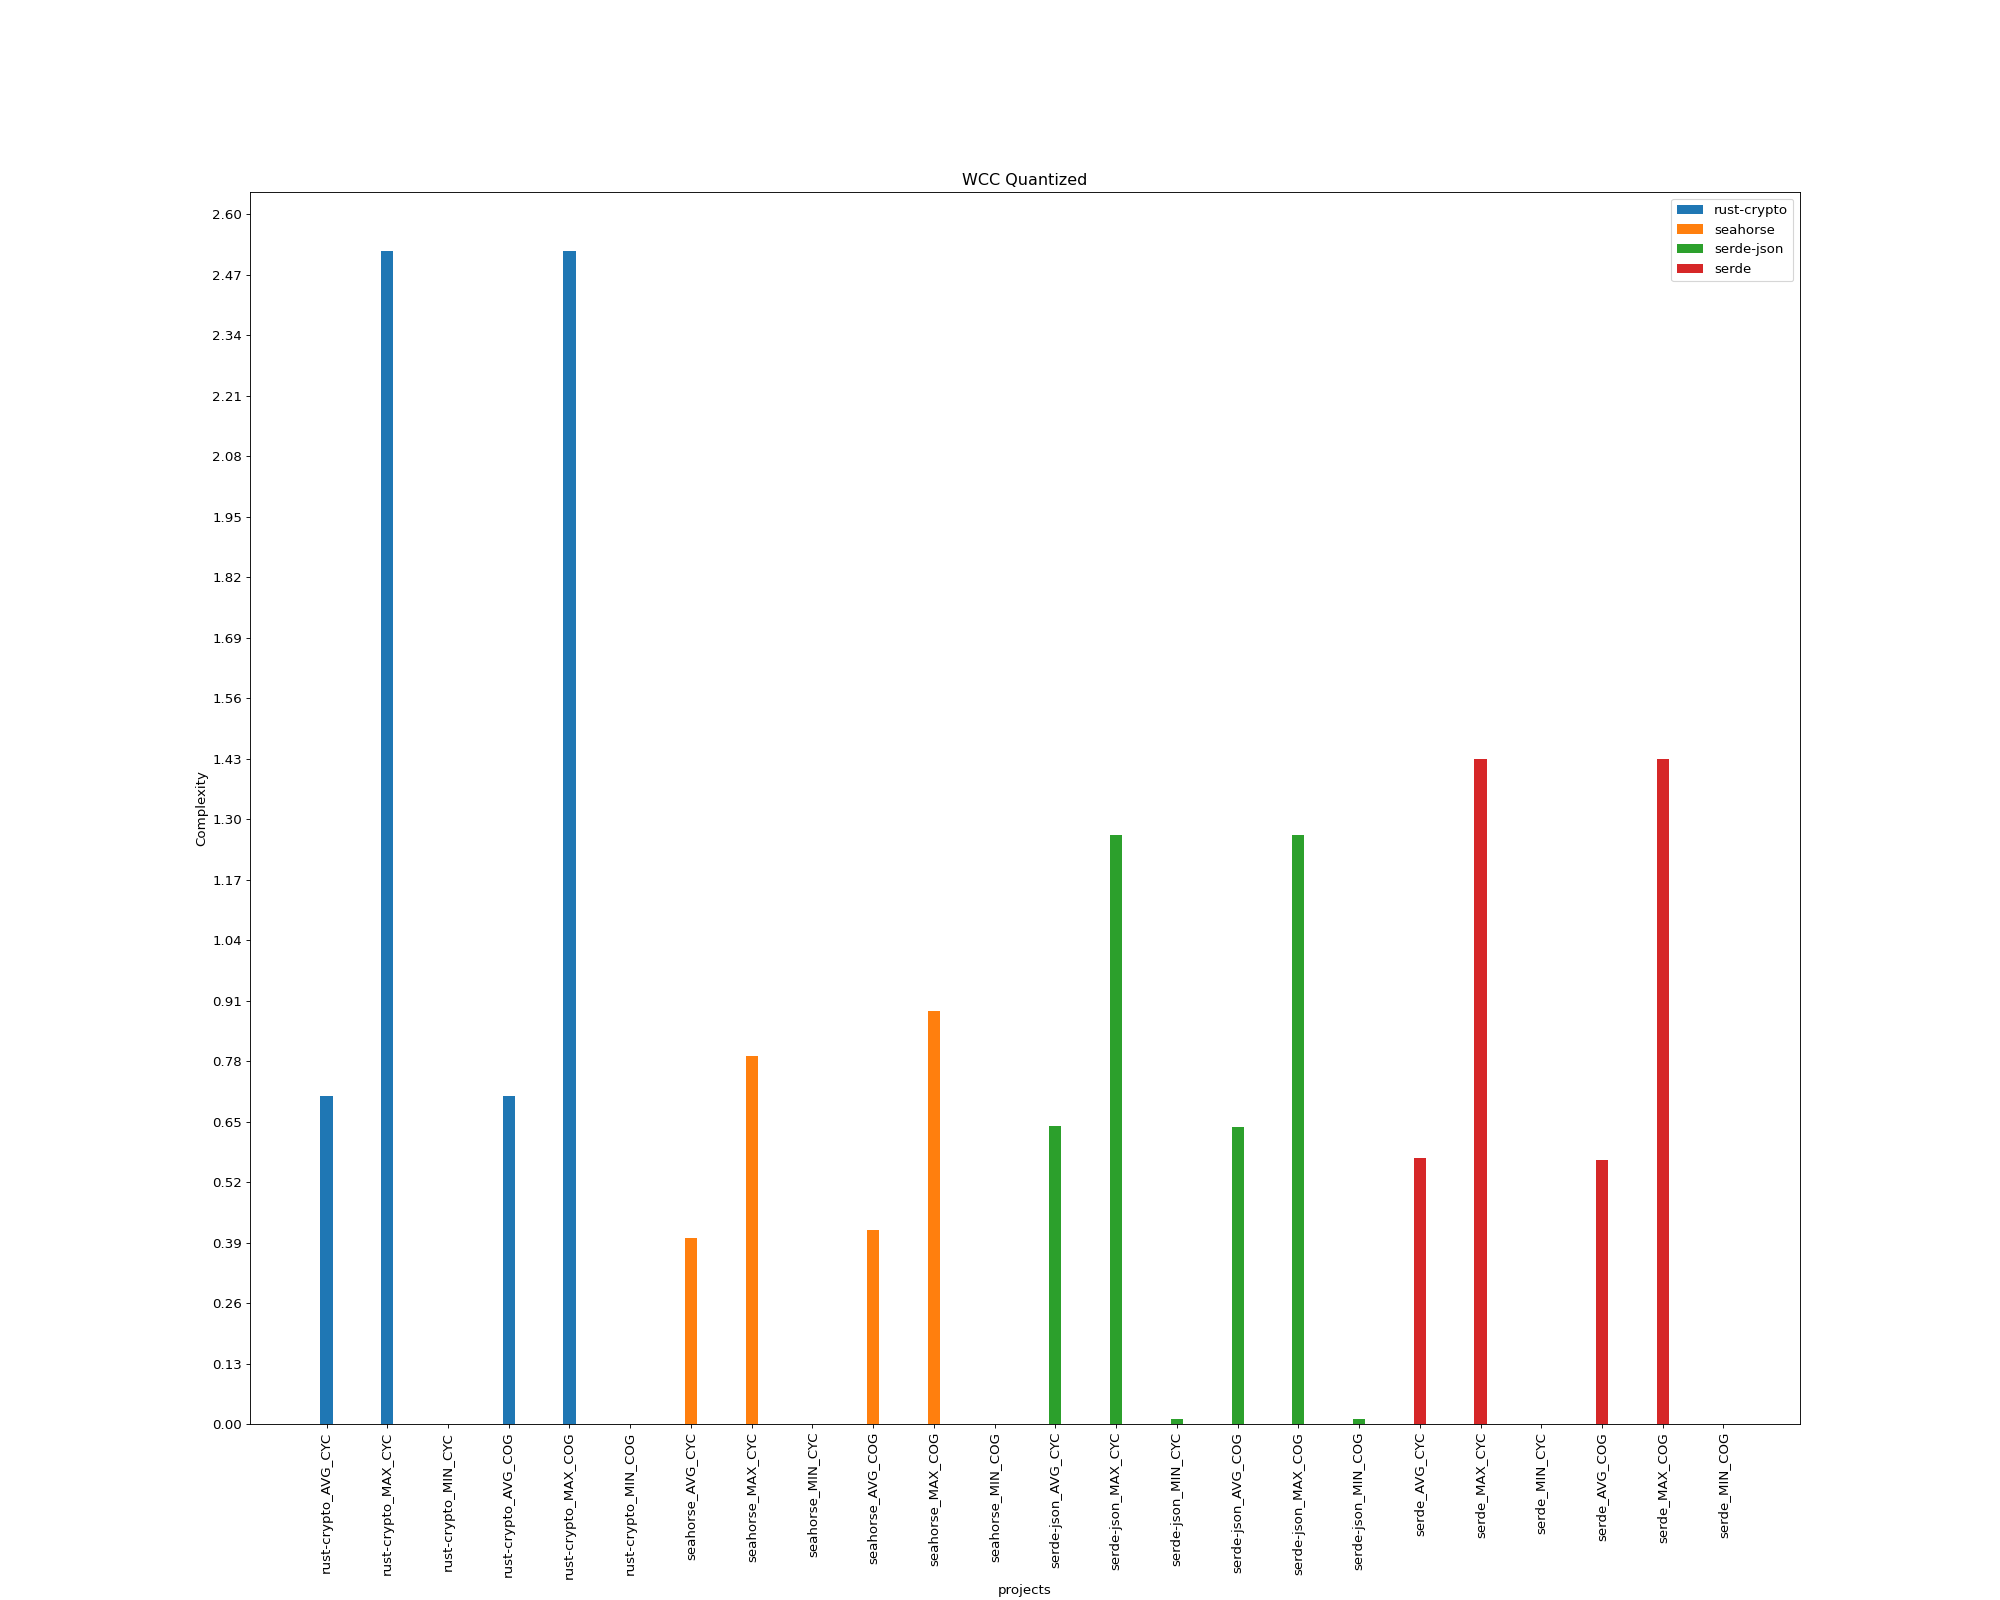 WCC Quantized
rust-crypto
seahorse
serde-json
serde
2.60
2.47
2.34
2.21
2.08
1.95
1.82
1.69
1.56
1.43
1.30
1.17
1.04
0.91
0.78
0.65
0.52
0.39
0.26
0.13
0.00
Complexity
rust-crypto_AVG_CYC
rust-crypto_MAX_CYC
rust-crypto_MIN_CYC
rust-crypto_AVG_COG
rust-crypto_MAX_COG
rust-crypto_MIN_COG
seahorse_AVG_CYC
seahorse_MAX_CYC
seahorse_MIN_CYC
seahorse_AVG_COG
seahorse_MAX_COG
seahorse_MIN_COG
serde-json_AVG_CYC
serde-json_MAX_CYC
serde-json_MIN_CYC
serde-json_AVG_COG
serde-json_MAX_COG
serde-json_MIN_COG
serde_AVG_CYC
serde_MAX_CYC
serde_MIN_CYC
serde_AVG_COG
serde_MAX_COG
serde_MIN_COG
projects